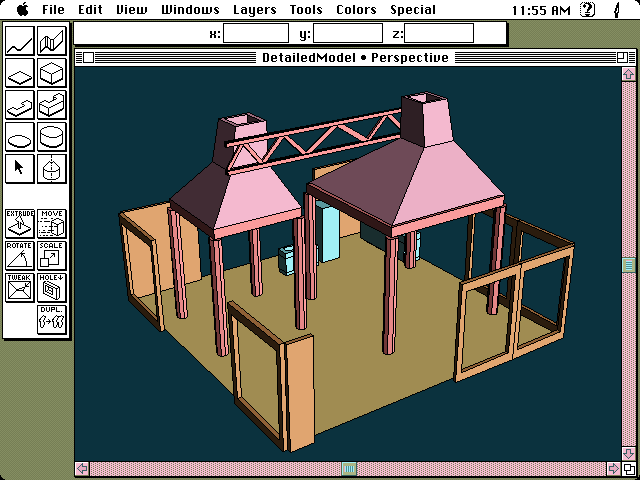 File Edit View Windows Layers Tools Colors Special 11:55 AM
x: y: z:
DetailedModel • Perspective
EXTRUDE MOVE
ROTATE SCALE
TWEAK HOLE↓
DUPL.